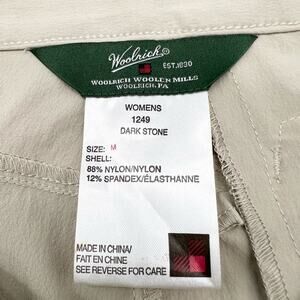 Woolrich®
EST.1830
WOOLRICH WOOLEN MILLS
WOOLRICH, PA
WOMENS
1249
DARK STONE
SIZE: M
SHELL:
88% NYLON/NYLON
12% SPANDEX/ÉLASTHANNE
MADE IN CHINA/
FAIT EN CHINE
SEE REVERSE FOR CARE